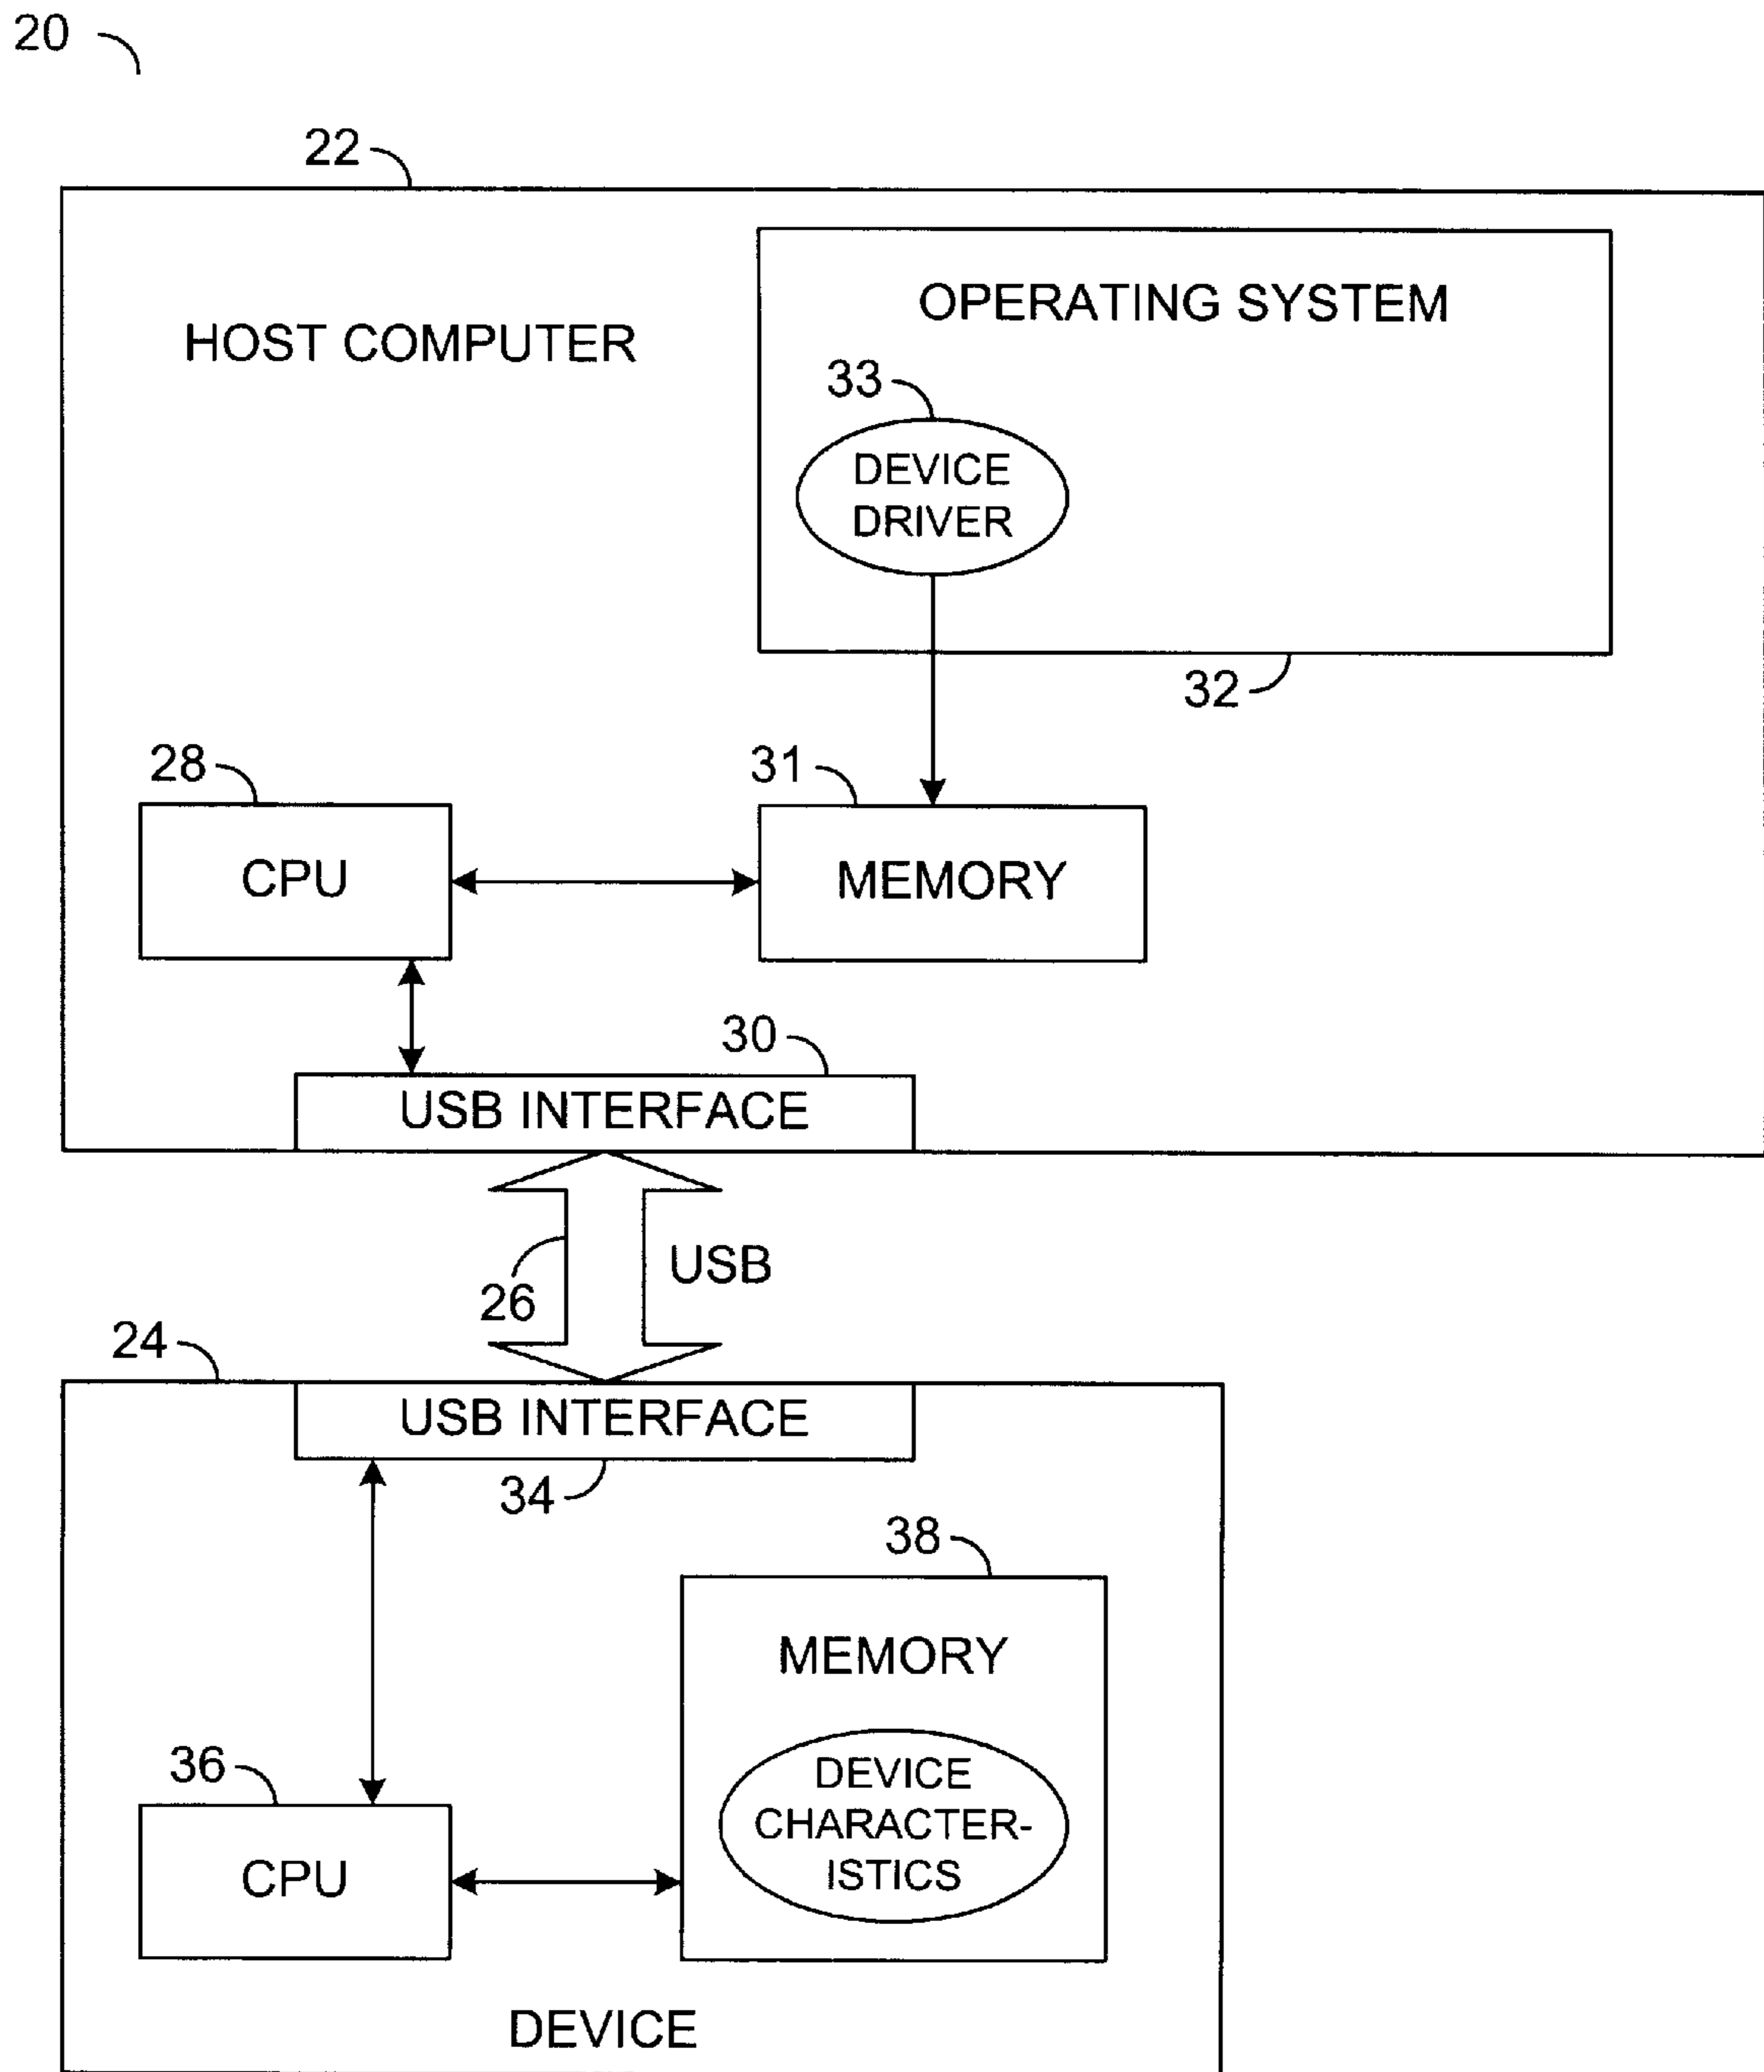 20
22
OPERATING SYSTEM
HOST COMPUTER
33
DEVICE
DRIVER
32
28
31
CPU
MEMORY
30
USB INTERFACE
USB
26
24
USB INTERFACE
34
38
MEMORY
36
DEVICE
CHARACTER-
ISTICS
CPU
DEVICE